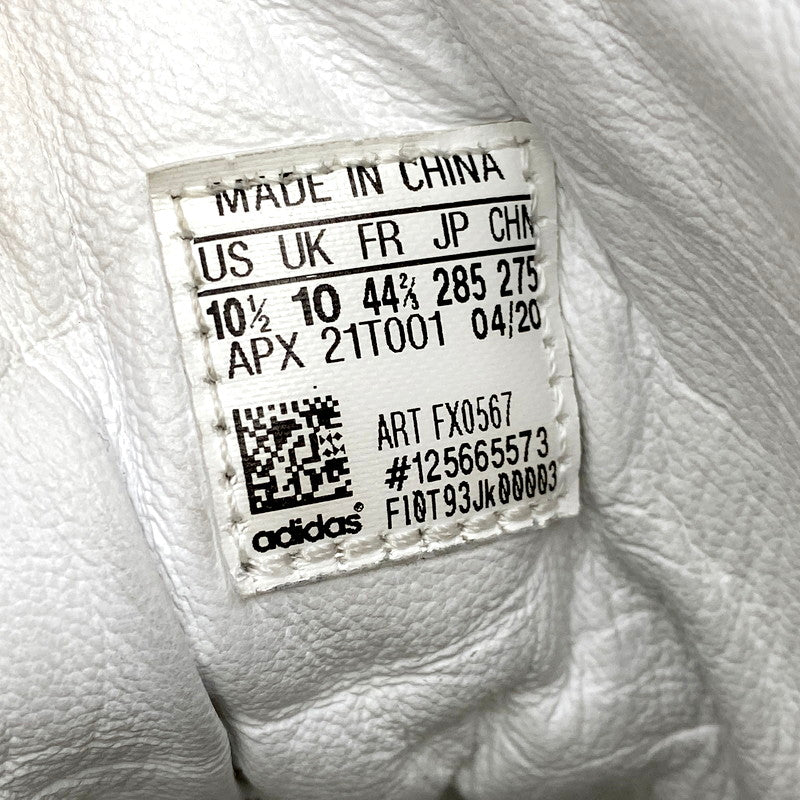 MADE IN CHINA
US UK FR JP CHN
10½ 10 44⅔ 285 275
APX 21T001 04/20
ART FX0567
#125665573
F10T93Jk00003
adidas®